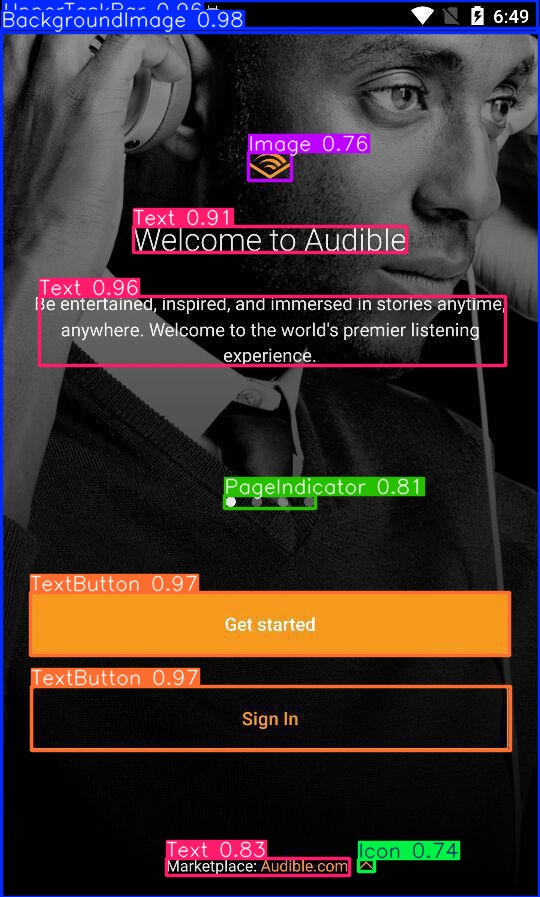 UpperTaskBar 0.96
6:49
BackgroundImage 0.98
Image 0.76
Text 0.91
Welcome to Audible
Text 0.96
Be entertained, inspired, and immersed in stories anytime,
anywhere. Welcome to the world's premier listening
experience.
PageIndicator 0.81
TextButton 0.97
Get started
TextButton 0.97
Sign In
Text 0.83
Icon 0.74
Marketplace: Audible.com